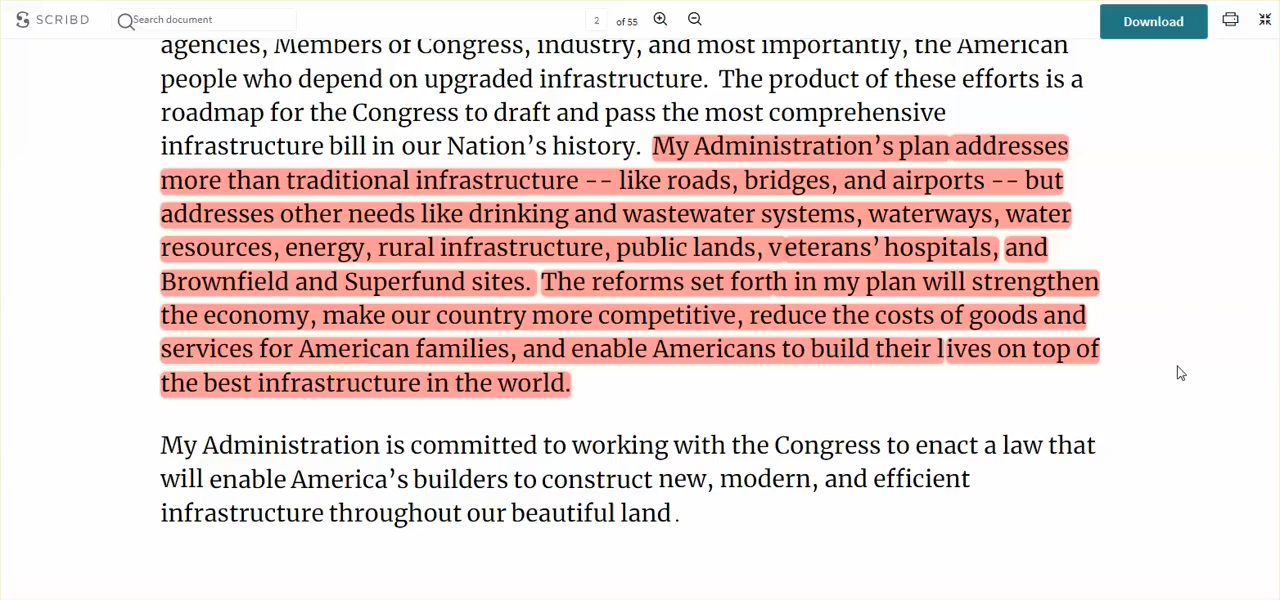 SCRIBD Search document 2 of 55 Download
agencies, Members of Congress, industry, and most importantly, the American
people who depend on upgraded infrastructure. The product of these efforts is a
roadmap for the Congress to draft and pass the most comprehensive
infrastructure bill in our Nation’s history. My Administration’s plan addresses
more than traditional infrastructure -- like roads, bridges, and airports -- but
addresses other needs like drinking and wastewater systems, waterways, water
resources, energy, rural infrastructure, public lands, veterans’ hospitals, and
Brownfield and Superfund sites. The reforms set forth in my plan will strengthen
the economy, make our country more competitive, reduce the costs of goods and
services for American families, and enable Americans to build their lives on top of
the best infrastructure in the world.
My Administration is committed to working with the Congress to enact a law that
will enable America’s builders to construct new, modern, and efficient
infrastructure throughout our beautiful land.